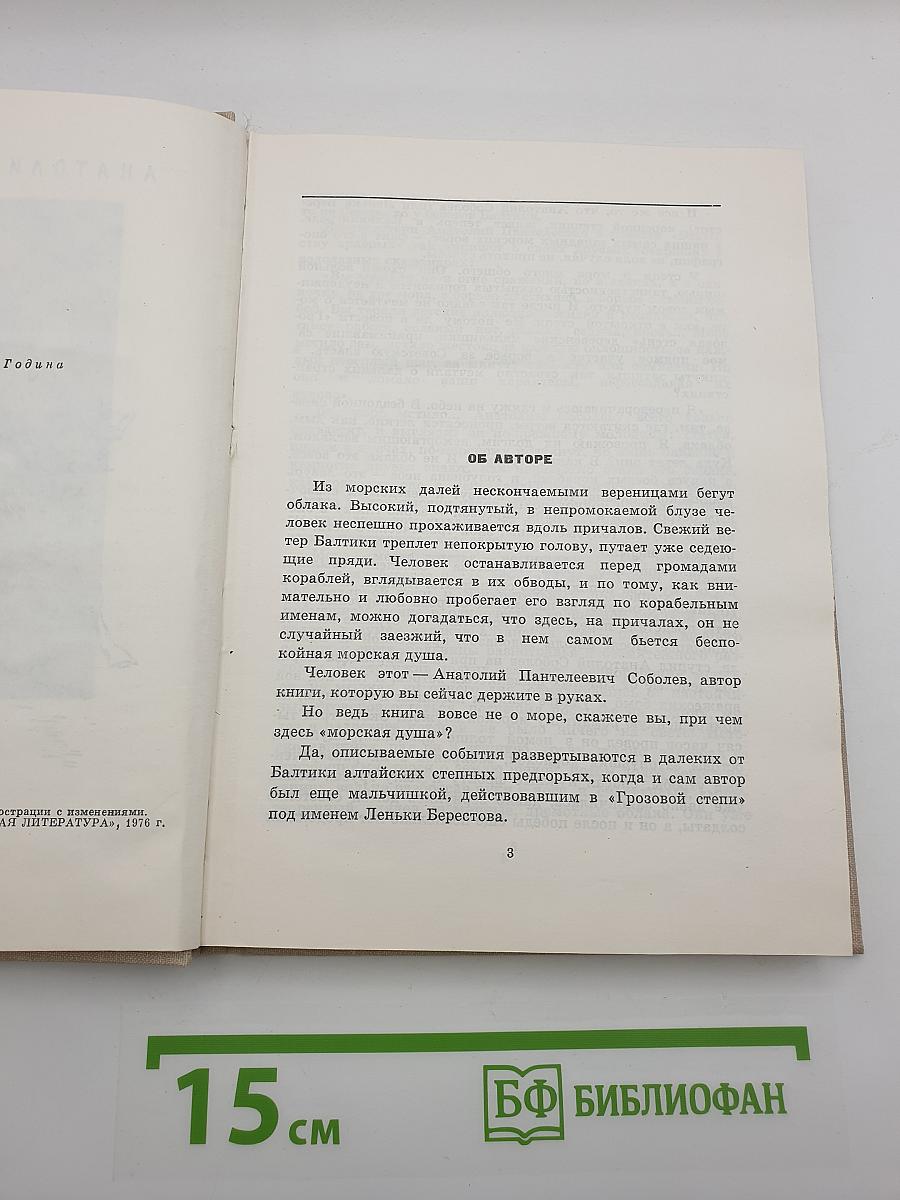 АНАТОЛИ
Година
острации с изменениями.
АЯ ЛИТЕРАТУРА», 1976 г.
ОБ АВТОРЕ
Из морских далей нескончаемыми вереницами бегут
облака. Высокий, подтянутый, в непромокаемой блузе че-
ловек неспешно прохаживается вдоль причалов. Свежий ве-
тер Балтики треплет непокрытую голову, путает уже седею-
щие пряди. Человек останавливается перед громадами
кораблей, вглядывается в их обводы, и по тому, как вни-
мательно и любовно пробегает его взгляд по корабельным
именам, можно догадаться, что здесь, на причалах, он не
случайный заезжий, что в нем самом бьется беспо-
койная морская душа.
Человек этот — Анатолий Пантелеевич Соболев, автор
книги, которую вы сейчас держите в руках.
Но ведь книга вовсе не о море, скажете вы, при чем
здесь «морская душа»?
Да, описываемые события развертываются в далеких от
Балтики алтайских степных предгорьях, когда и сам автор
был еще мальчишкой, действовавшим в «Грозовой степи»
под именем Леньки Берестова.
3
15 см
БФ БИБЛИОФАН